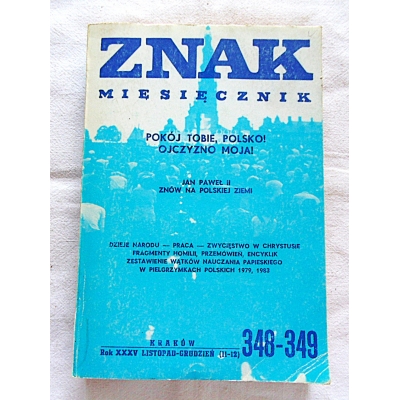 ZNAK
MIESIĘCZNIK
POKÓJ TOBIE, POLSKO!
OJCZYZNO MOJA!
JAN PAWEŁ II
ZNÓW NA POLSKIEJ ZIEMI
DZIEJE NARODU — PRACA — ZWYCIĘSTWO W CHRYSTUSIE
FRAGMENTY HOMILII, PRZEMÓWIEŃ, ENCYKLIK
ZESTAWIENIE WĄTKÓW NAUCZANIA PAPIESKIEGO
W PIELGRZYMKACH POLSKICH 1979, 1983
KRAKÓW
Rok XXXV LISTOPAD-GRUDZIEŃ (11-12) 348-349